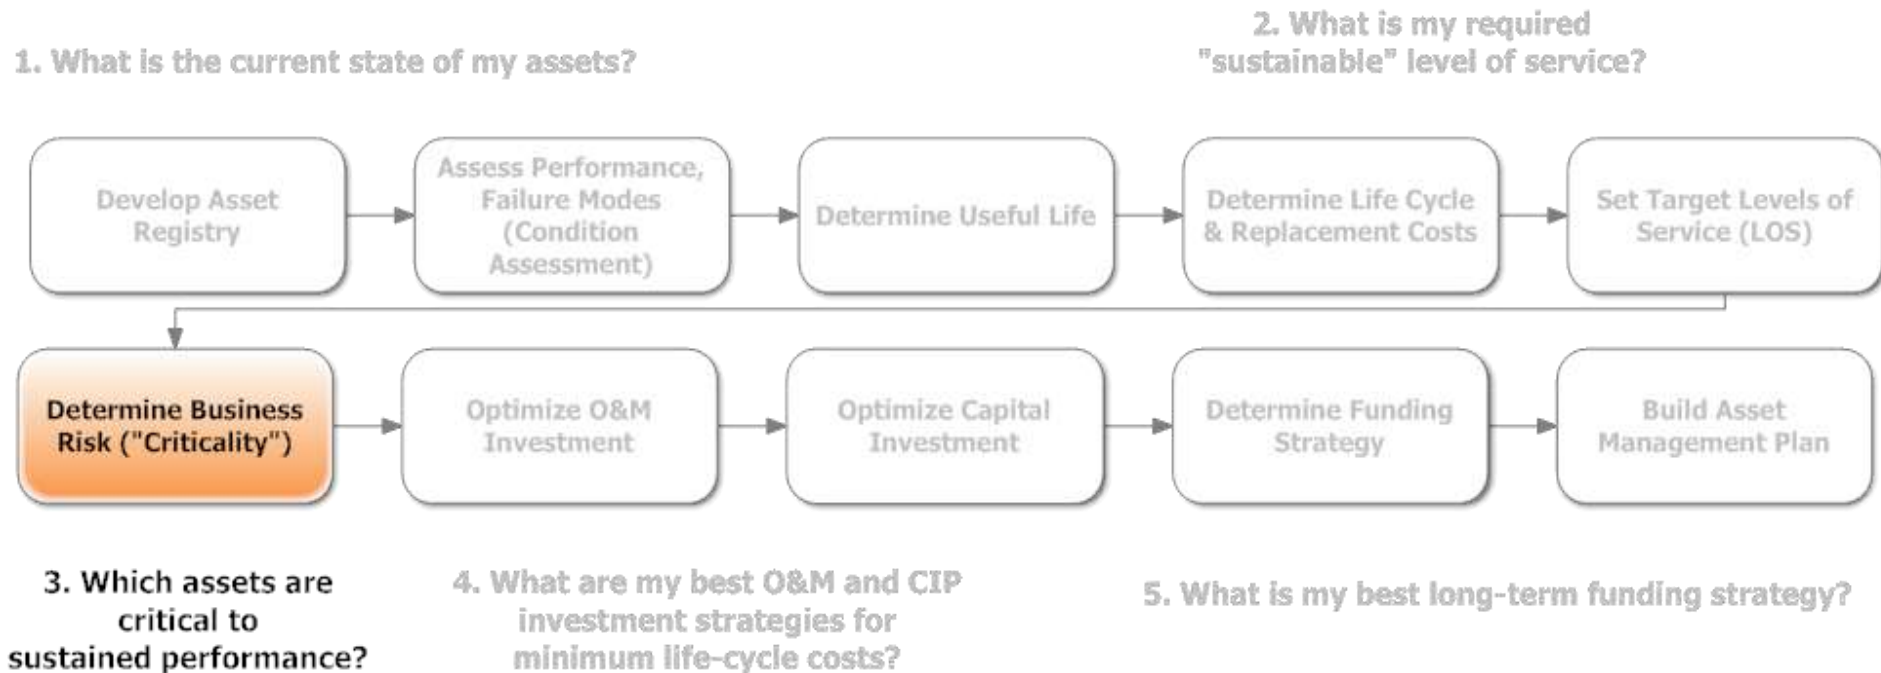 1. What is the current state of my assets?
2. What is my required
"sustainable" level of service?
Develop Asset
Registry
Assess Performance,
Failure Modes
(Condition
Assessment)
Determine Useful Life
Determine Life Cycle
& Replacement Costs
Set Target Levels of
Service (LOS)
Determine Business
Risk ("Criticality")
Optimize O&M
Investment
Optimize Capital
Investment
Determine Funding
Strategy
Build Asset
Management Plan
3. Which assets are
critical to
sustained performance?
4. What are my best O&M and CIP
investment strategies for
minimum life-cycle costs?
5. What is my best long-term funding strategy?